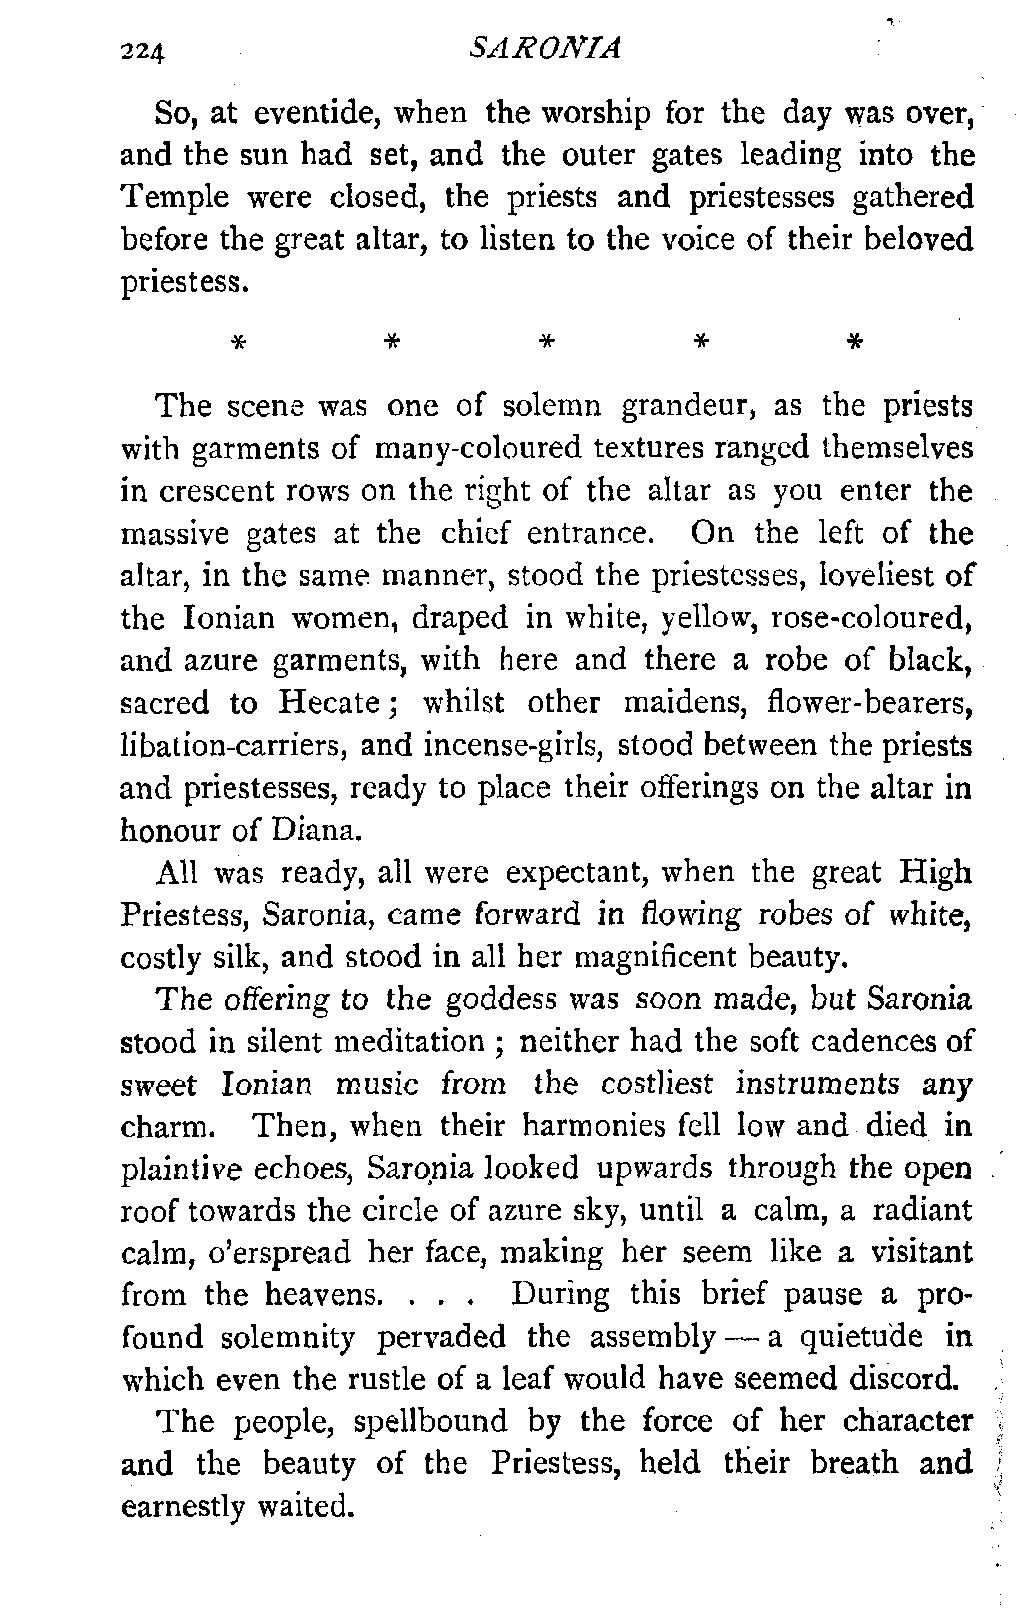 224 SARONIA
So, at eventide, when the worship for the day was over,
and the sun had set, and the outer gates leading into the
Temple were closed, the priests and priestesses gathered
before the great altar, to listen to the voice of their beloved
priestess.
* * * * *
The scene was one of solemn grandeur, as the priests
with garments of many-coloured textures ranged themselves
in crescent rows on the right of the altar as you enter the
massive gates at the chief entrance. On the left of the
altar, in the same manner, stood the priestesses, loveliest of
the Ionian women, draped in white, yellow, rose-coloured,
and azure garments, with here and there a robe of black,
sacred to Hecate; whilst other maidens, flower-bearers,
libation-carriers, and incense-girls, stood between the priests
and priestesses, ready to place their offerings on the altar in
honour of Diana.
All was ready, all were expectant, when the great High
Priestess, Saronia, came forward in flowing robes of white,
costly silk, and stood in all her magnificent beauty.
The offering to the goddess was soon made, but Saronia
stood in silent meditation; neither had the soft cadences of
sweet Ionian music from the costliest instruments any
charm. Then, when their harmonies fell low and died in
plaintive echoes, Saronia looked upwards through the open
roof towards the circle of azure sky, until a calm, a radiant
calm, o'erspread her face, making her seem like a visitant
from the heavens. . . . During this brief pause a pro-
found solemnity pervaded the assembly — a quietude in
which even the rustle of a leaf would have seemed discord.
The people, spellbound by the force of her character
and the beauty of the Priestess, held their breath and
earnestly waited.